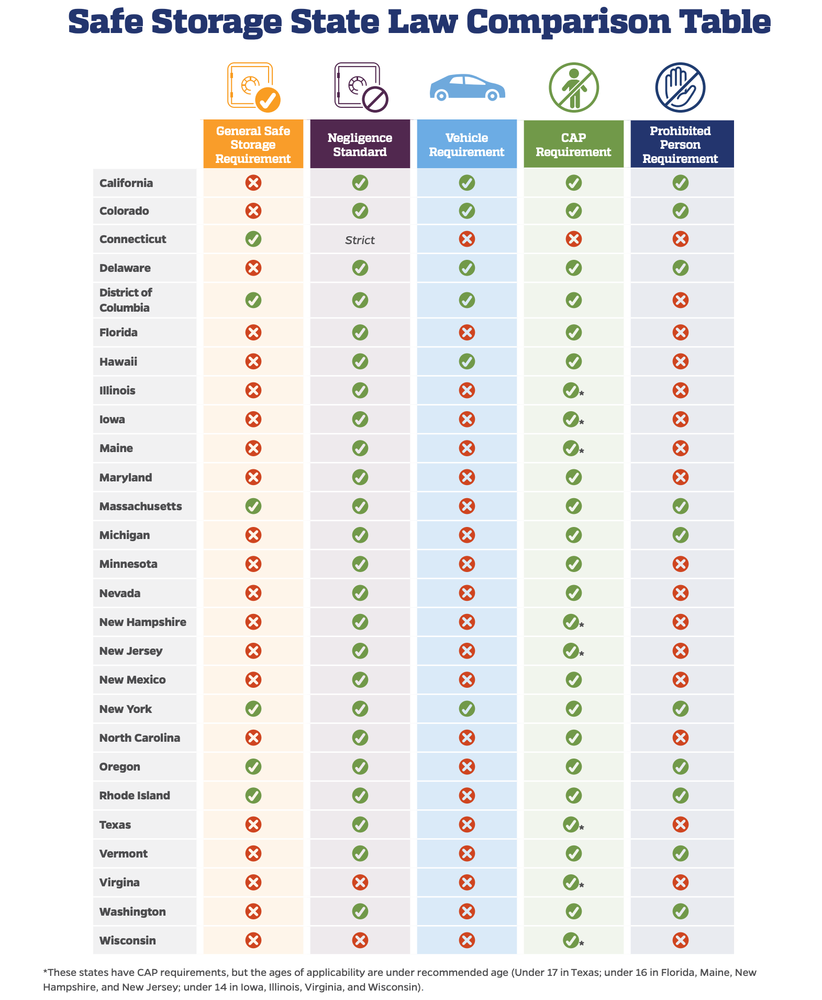 Safe Storage State Law Comparison Table
General Safe
Storage
Requirement
Negligence
Standard
Vehicle
Requirement
CAP
Requirement
Prohibited
Person
Requirement
California
Colorado
Connecticut
Strict
Delaware
District of
Columbia
Florida
Hawaii
Illinois
*
Iowa
*
Maine
*
Maryland
Massachusetts
Michigan
Minnesota
Nevada
New Hampshire
*
New Jersey
*
New Mexico
New York
North Carolina
Oregon
Rhode Island
Texas
*
Vermont
Virgina
*
Washington
Wisconsin
*
*These states have CAP requirements, but the ages of applicability are under recommended age (Under 17 in Texas; under 16 in Florida, Maine, New
Hampshire, and New Jersey; under 14 in Iowa, Illinois, Virginia, and Wisconsin).